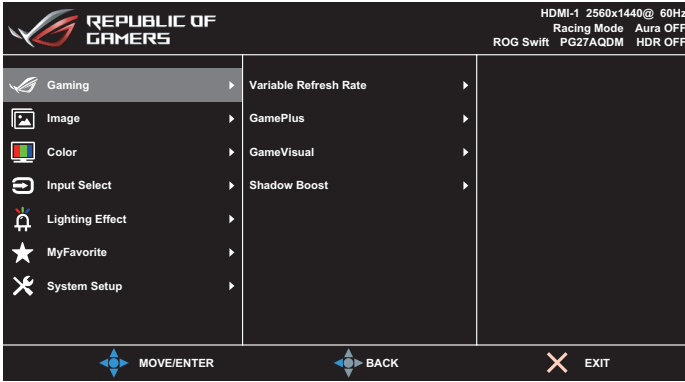 REPUBLIC OF
GAMERS
HDMI-1 2560x1440@ 60Hz
Racing Mode Aura OFF
ROG Swift PG27AQDM HDR OFF
Gaming
Image
Color
Input Select
Lighting Effect
MyFavorite
System Setup
Variable Refresh Rate
GamePlus
GameVisual
Shadow Boost
MOVE/ENTER
BACK
EXIT